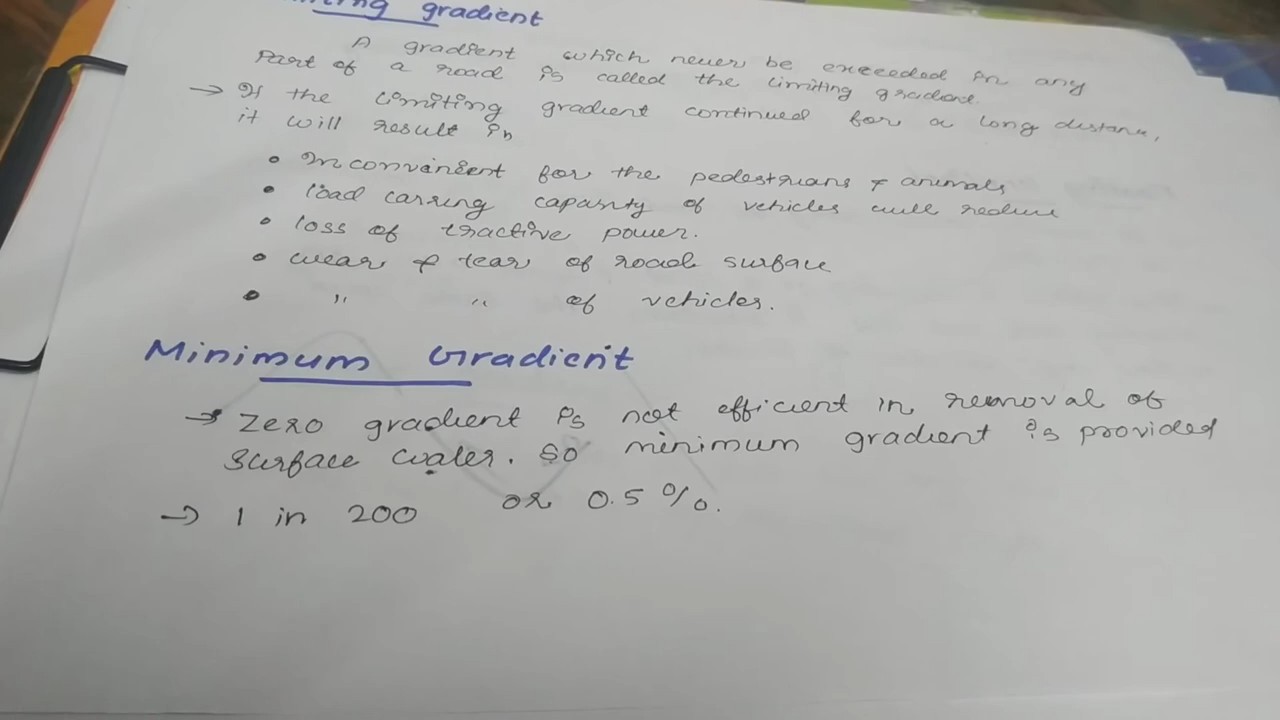 gradient
A gradient which never be exceeded in any
Part of a road is called the limiting gradient.
→ If the limiting gradient continued for a long distance,
it will result in
• Inconvenient for the pedestrians & animals
• load carring capasity of vehicles will reduce
• loss of tractive power.
• wear & tear of road surface
• " " of vehicles.
Minimum Gradient
→ Zero gradient is not efficient in removal of
surface water. so minimum gradient is provided
→ 1 in 200 or 0.5 %.